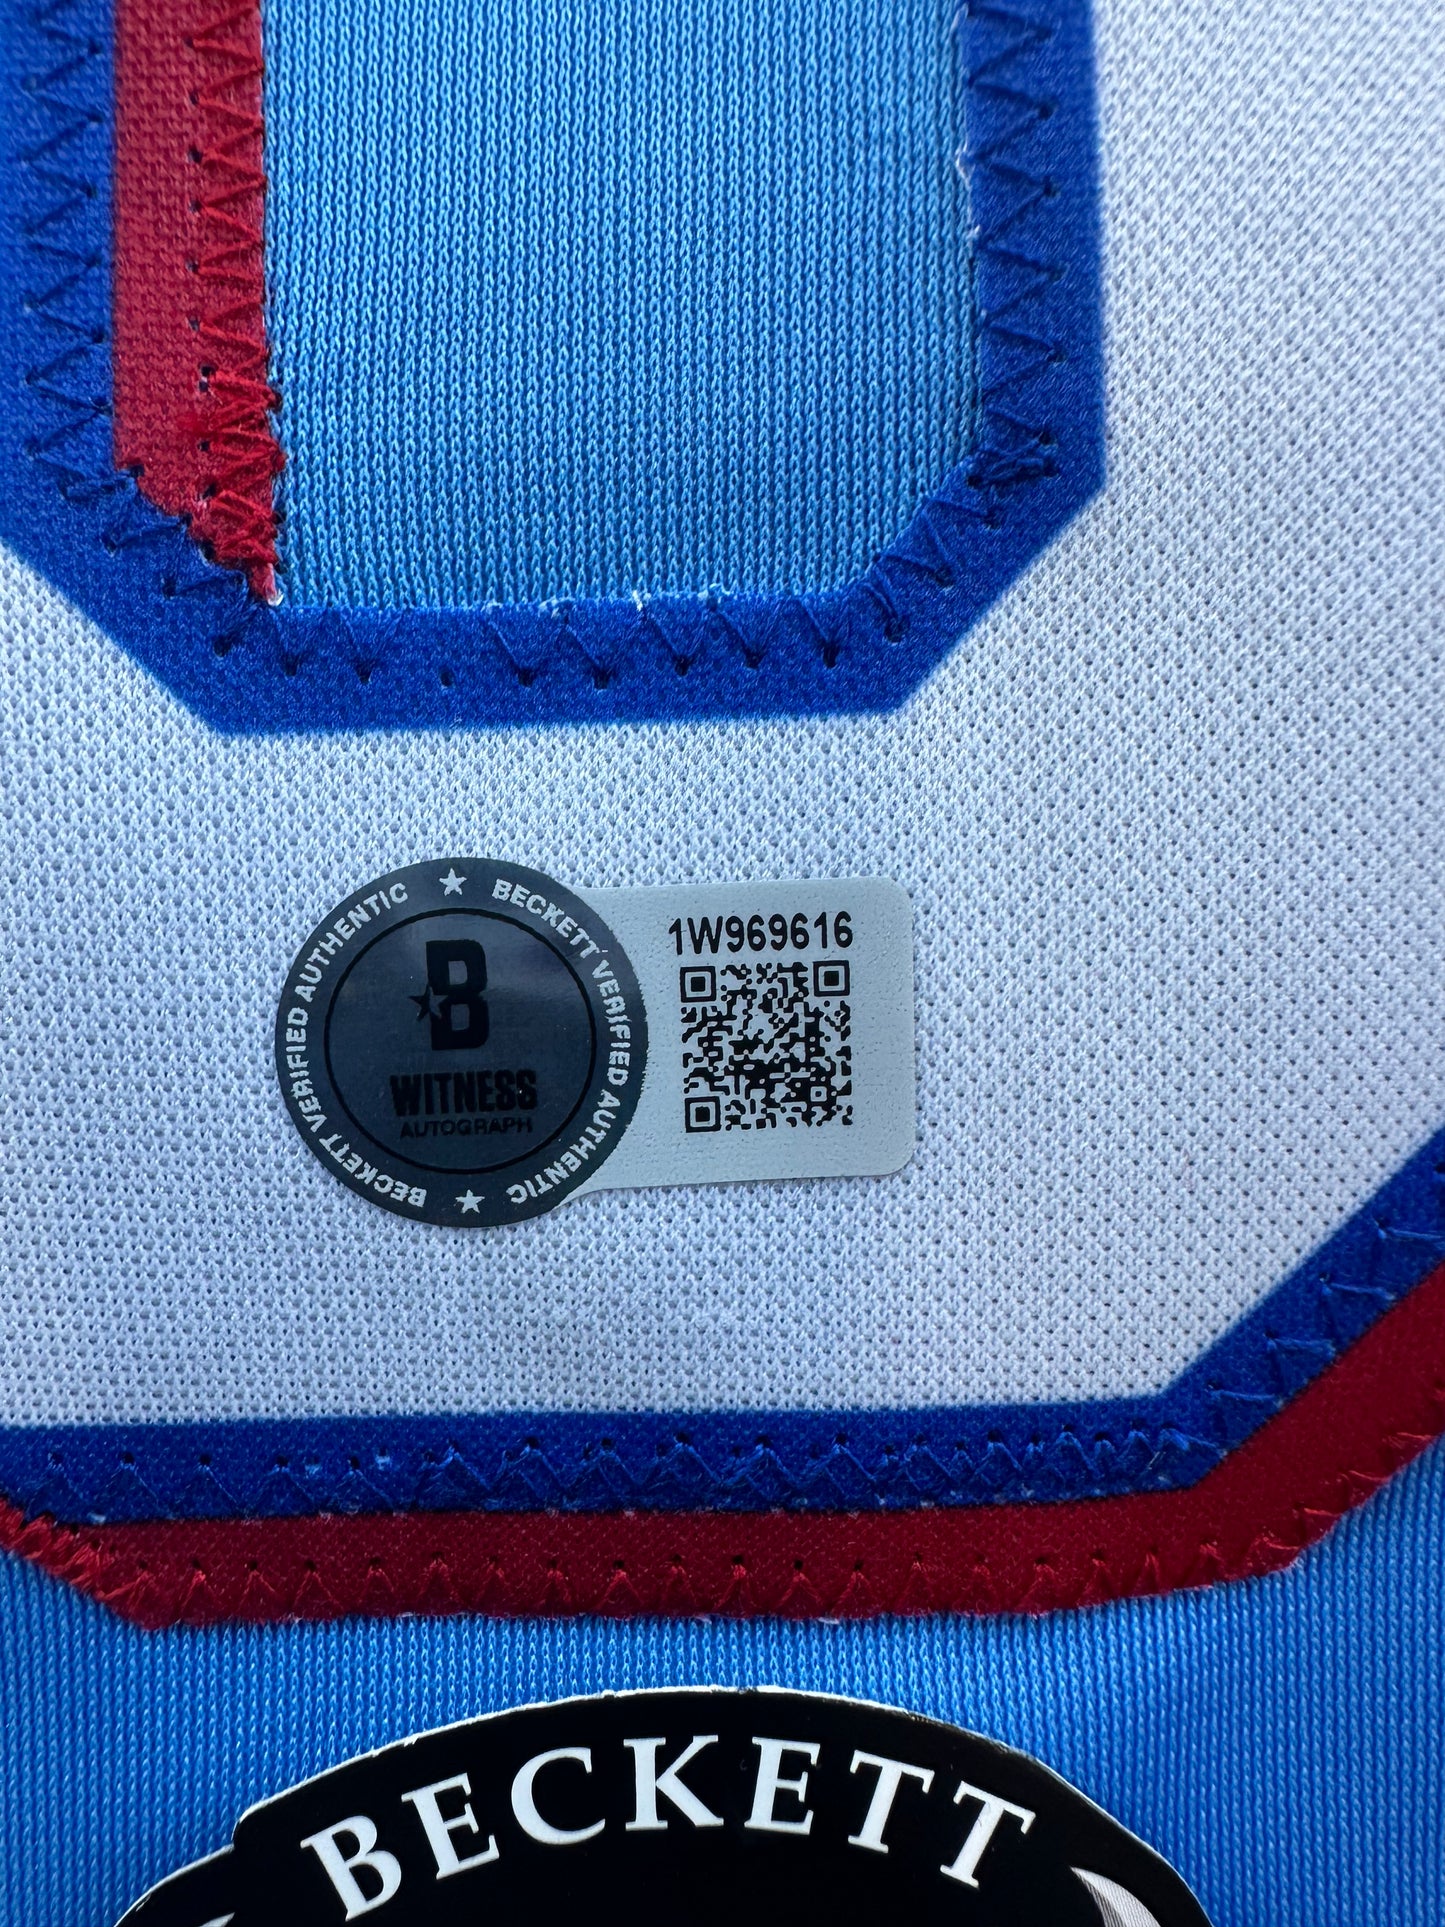 BECKETT VERIFIED AUTHENTIC ★ BECKETT VERIFIED AUTHENTIC ★
B
WITNESS
AUTOGRAPH
1W969616
BECKETT